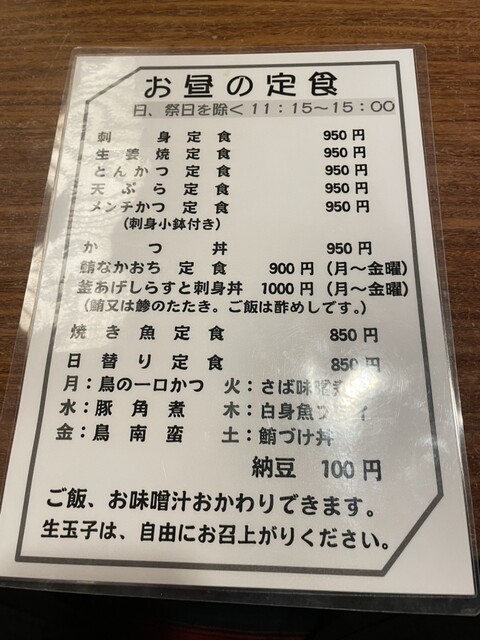 お昼の定食
日、祭日を除く11：15～15：00
刺身定食 950円
生姜焼定食 950円
とんかつ定食 950円
天ぷら定食 950円
メンチかつ定食 950円
（刺身小鉢付き）
かつ丼 950円
鮪なかおち定食 900円（月～金曜）
釜あげしらすと刺身丼 1000円（月～金曜）
（鮪又は鯵のたたき。ご飯は酢めしです。）
焼き魚定食 850円
日替り定食 850円
月：鳥の一口かつ 火：さば味噌煮
水：豚角煮 木：白身魚フライ
金：鳥南蛮 土：鮪づけ丼
納豆 100円
ご飯、お味噌汁おかわりできます。
生玉子は、自由にお召上がりください。